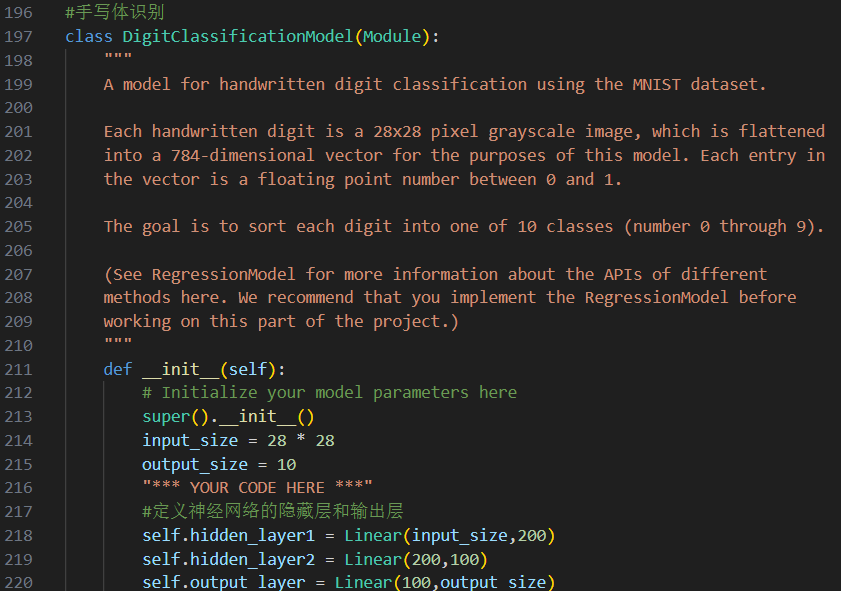 196 #手写体识别
197 class DigitClassificationModel(Module):
198 """
199 A model for handwritten digit classification using the MNIST dataset.
200
201 Each handwritten digit is a 28x28 pixel grayscale image, which is flattened
202 into a 784-dimensional vector for the purposes of this model. Each entry in
203 the vector is a floating point number between 0 and 1.
204
205 The goal is to sort each digit into one of 10 classes (number 0 through 9).
206
207 (See RegressionModel for more information about the APIs of different
208 methods here. We recommend that you implement the RegressionModel before
209 working on this part of the project.)
210 """
211 def __init__(self):
212 # Initialize your model parameters here
213 super().__init__()
214 input_size = 28 * 28
215 output_size = 10
216 "*** YOUR CODE HERE ***"
217 #定义神经网络的隐藏层和输出层
218 self.hidden_layer1 = Linear(input_size,200)
219 self.hidden_layer2 = Linear(200,100)
220 self.output_layer = Linear(100,output_size)